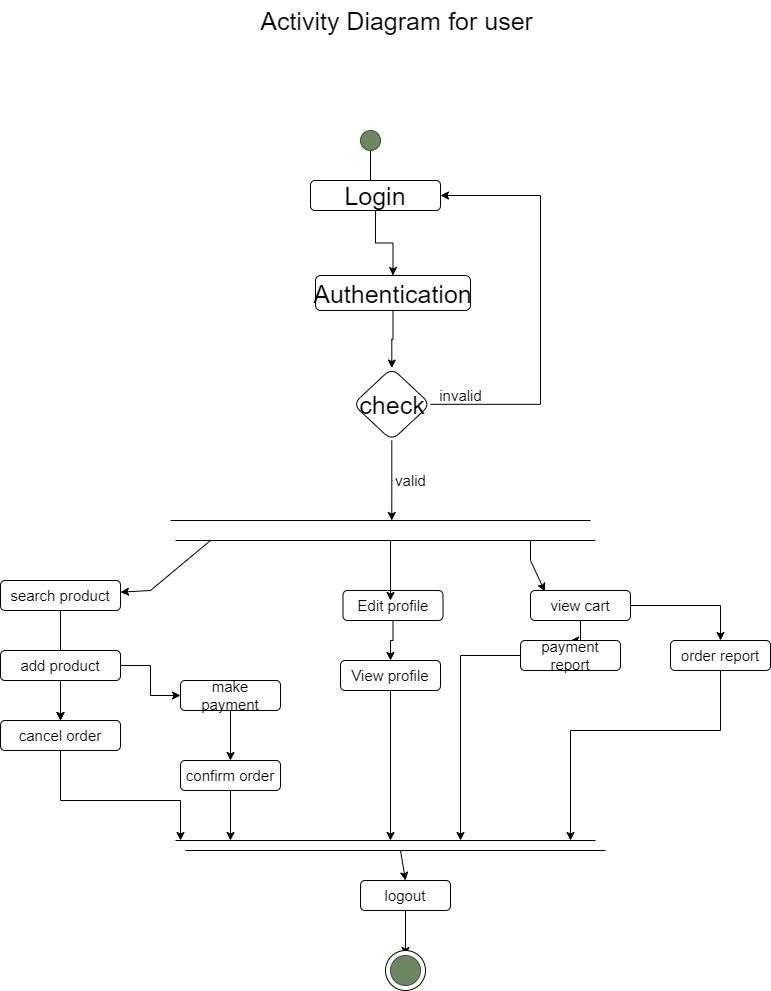 Activity Diagram for user
Login
Authentication
check
invalid
valid
search product
Edit profile
view cart
add product
make
payment
View profile
payment
report
order report
cancel order
confirm order
logout